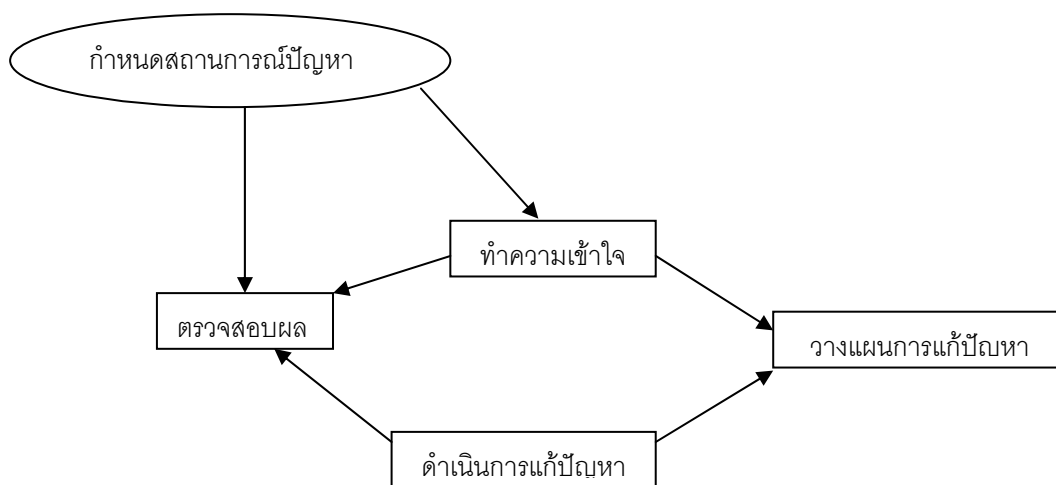 กำหนดสถานการณ์ปัญหา
ทำความเข้าใจ
ตรวจสอบผล
วางแผนการแก้ปัญหา
ดำเนินการแก้ปัญหา